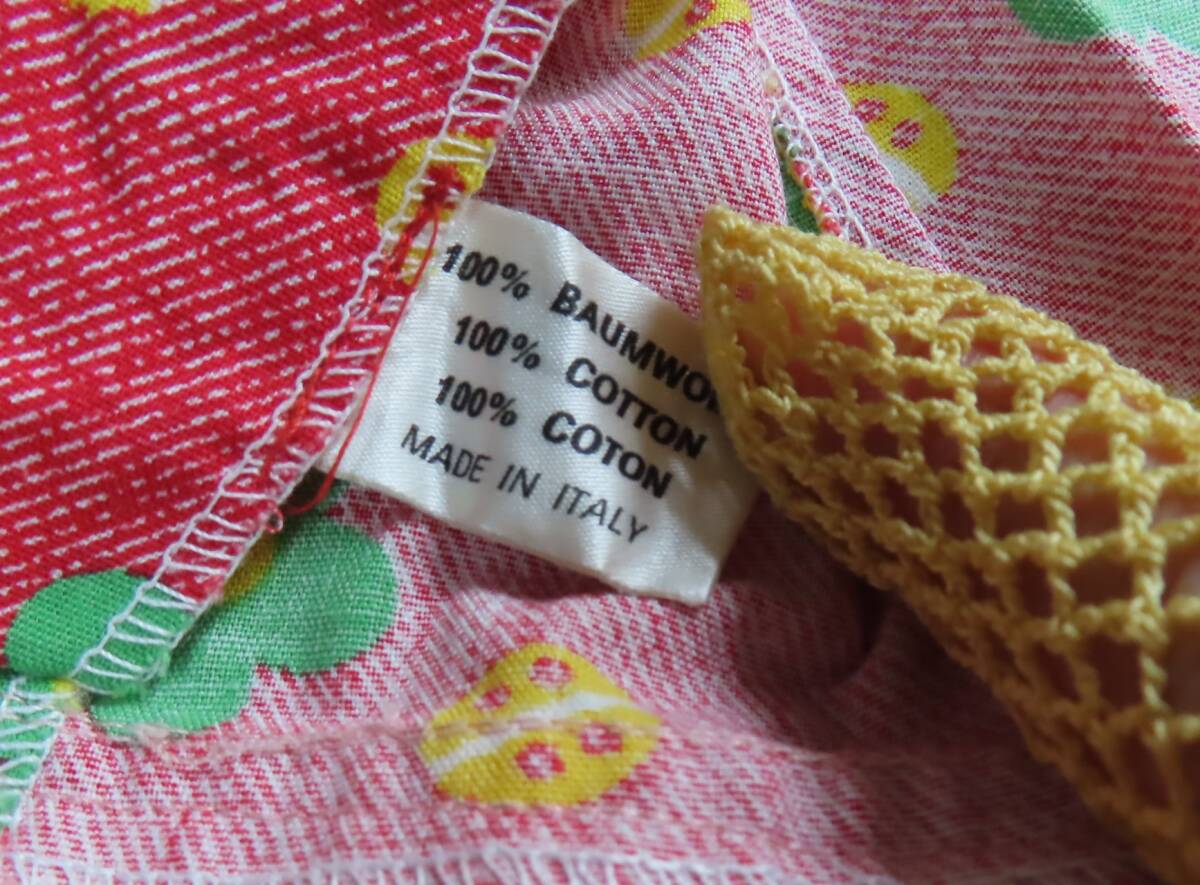 100% BAUMWO
100% COTTON
100% COTON
MADE IN ITALY